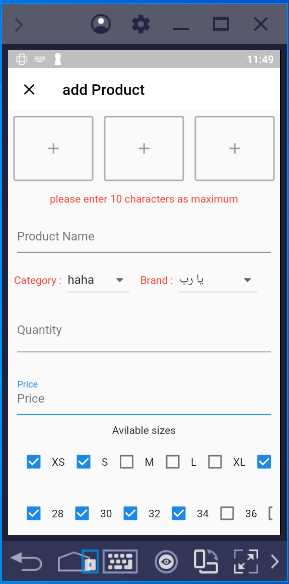 11:49
add Product
please enter 10 characters as maximum
Product Name
Category : haha Brand : يا رب
Quantity
Price
Price
Avilable sizes
XS S M L XL
28 30 32 34 36